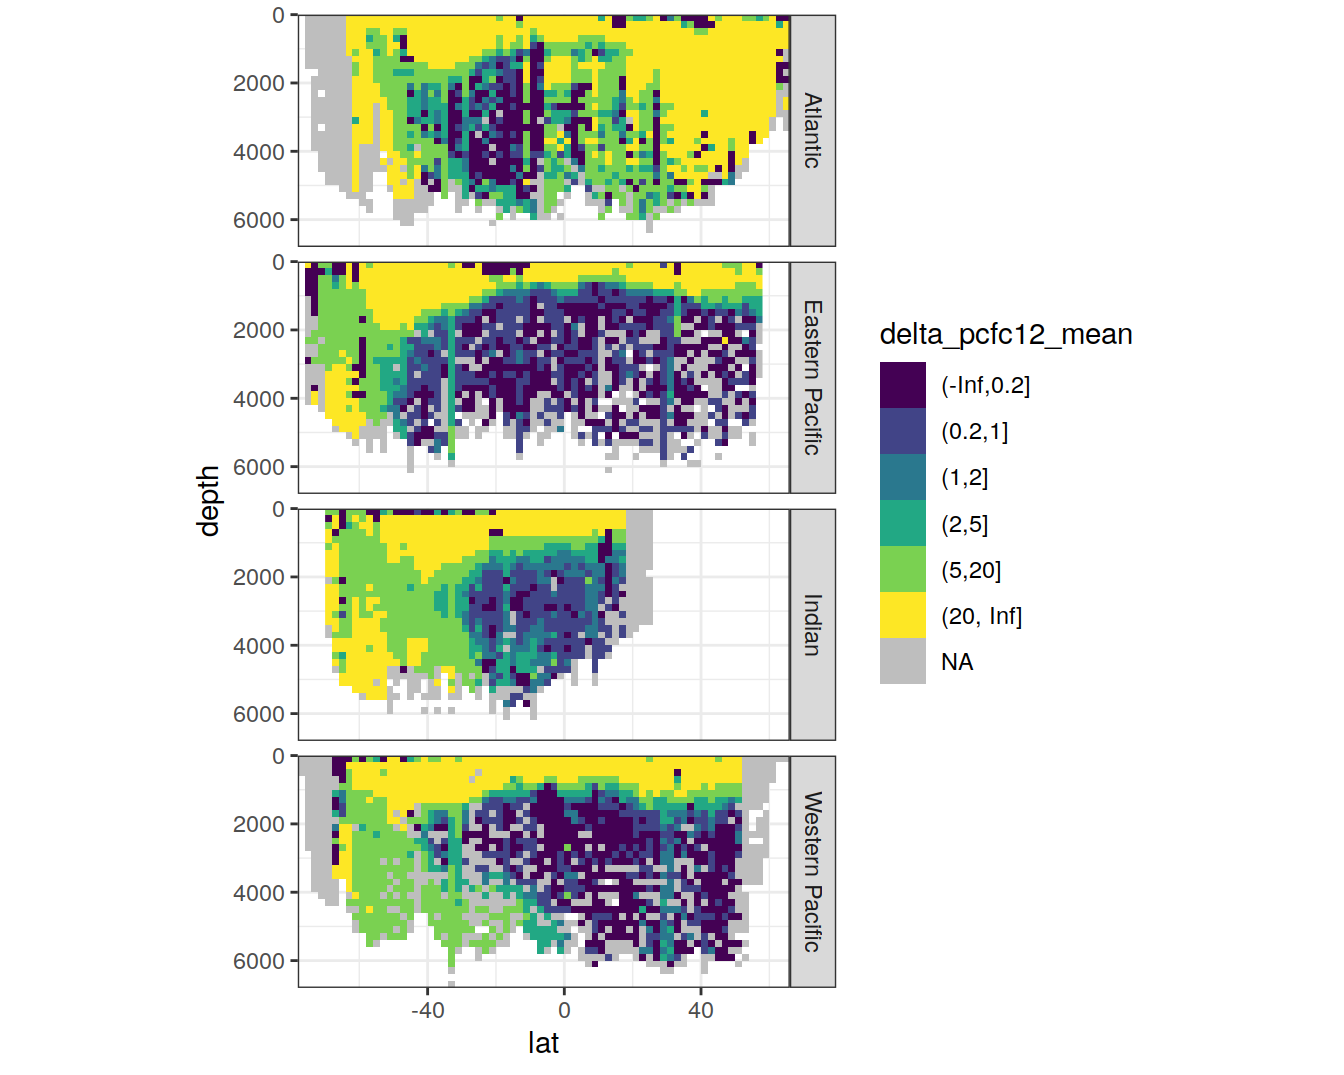 0
2000
4000
6000
Atlantic
0
2000
4000
6000
Eastern Pacific
0
2000
4000
6000
Indian
0
2000
4000
6000
Western Pacific
-40
0
40
lat
depth
delta_pcfc12_mean
(-Inf,0.2]
(0.2,1]
(1,2]
(2,5]
(5,20]
(20, Inf]
NA